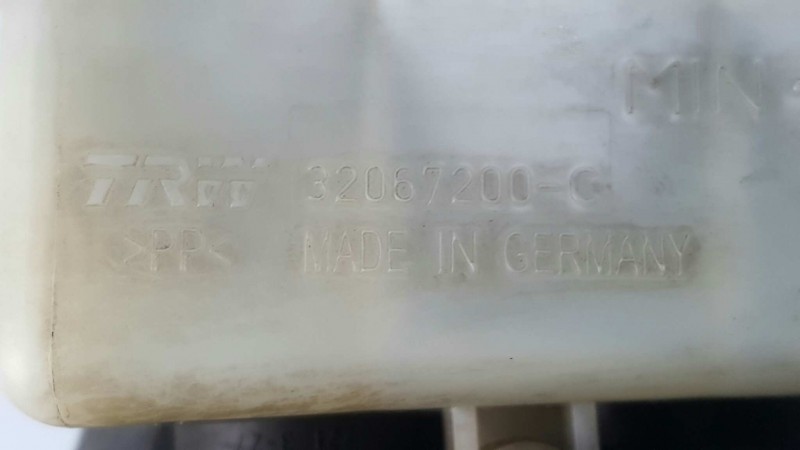 MIN
TRW 32067200-C
>PP< MADE IN GERMANY